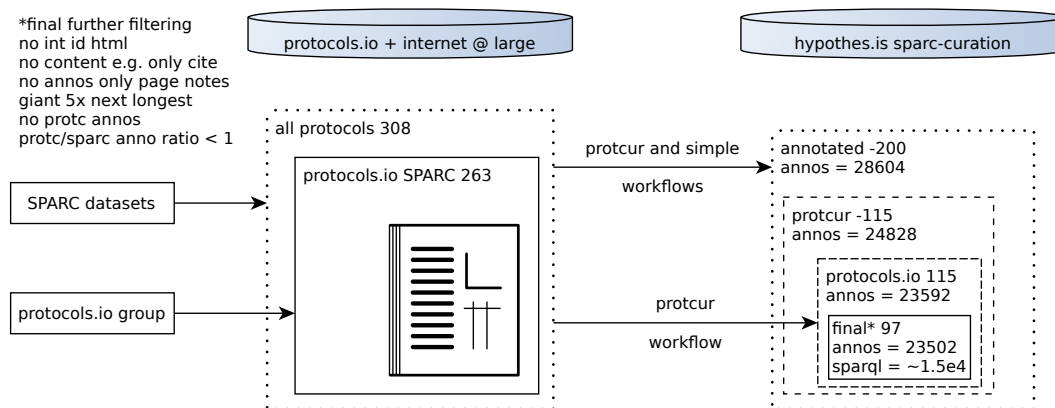 *final further filtering
no int id html
no content e.g. only cite
no annos only page notes
giant 5x next longest
no protc annos
protc/sparc anno ratio < 1
protocols.io + internet @ large
hypothes.is sparc-curation
all protocols 308
protocols.io SPARC 263
SPARC datasets
protocols.io group
protcur and simple
workflows
protcur
workflow
annotated ~200
annos = 28604
protcur ~115
annos = 24828
protocols.io 115
annos = 23592
final* 97
annos = 23502
sparql = ~1.5e4